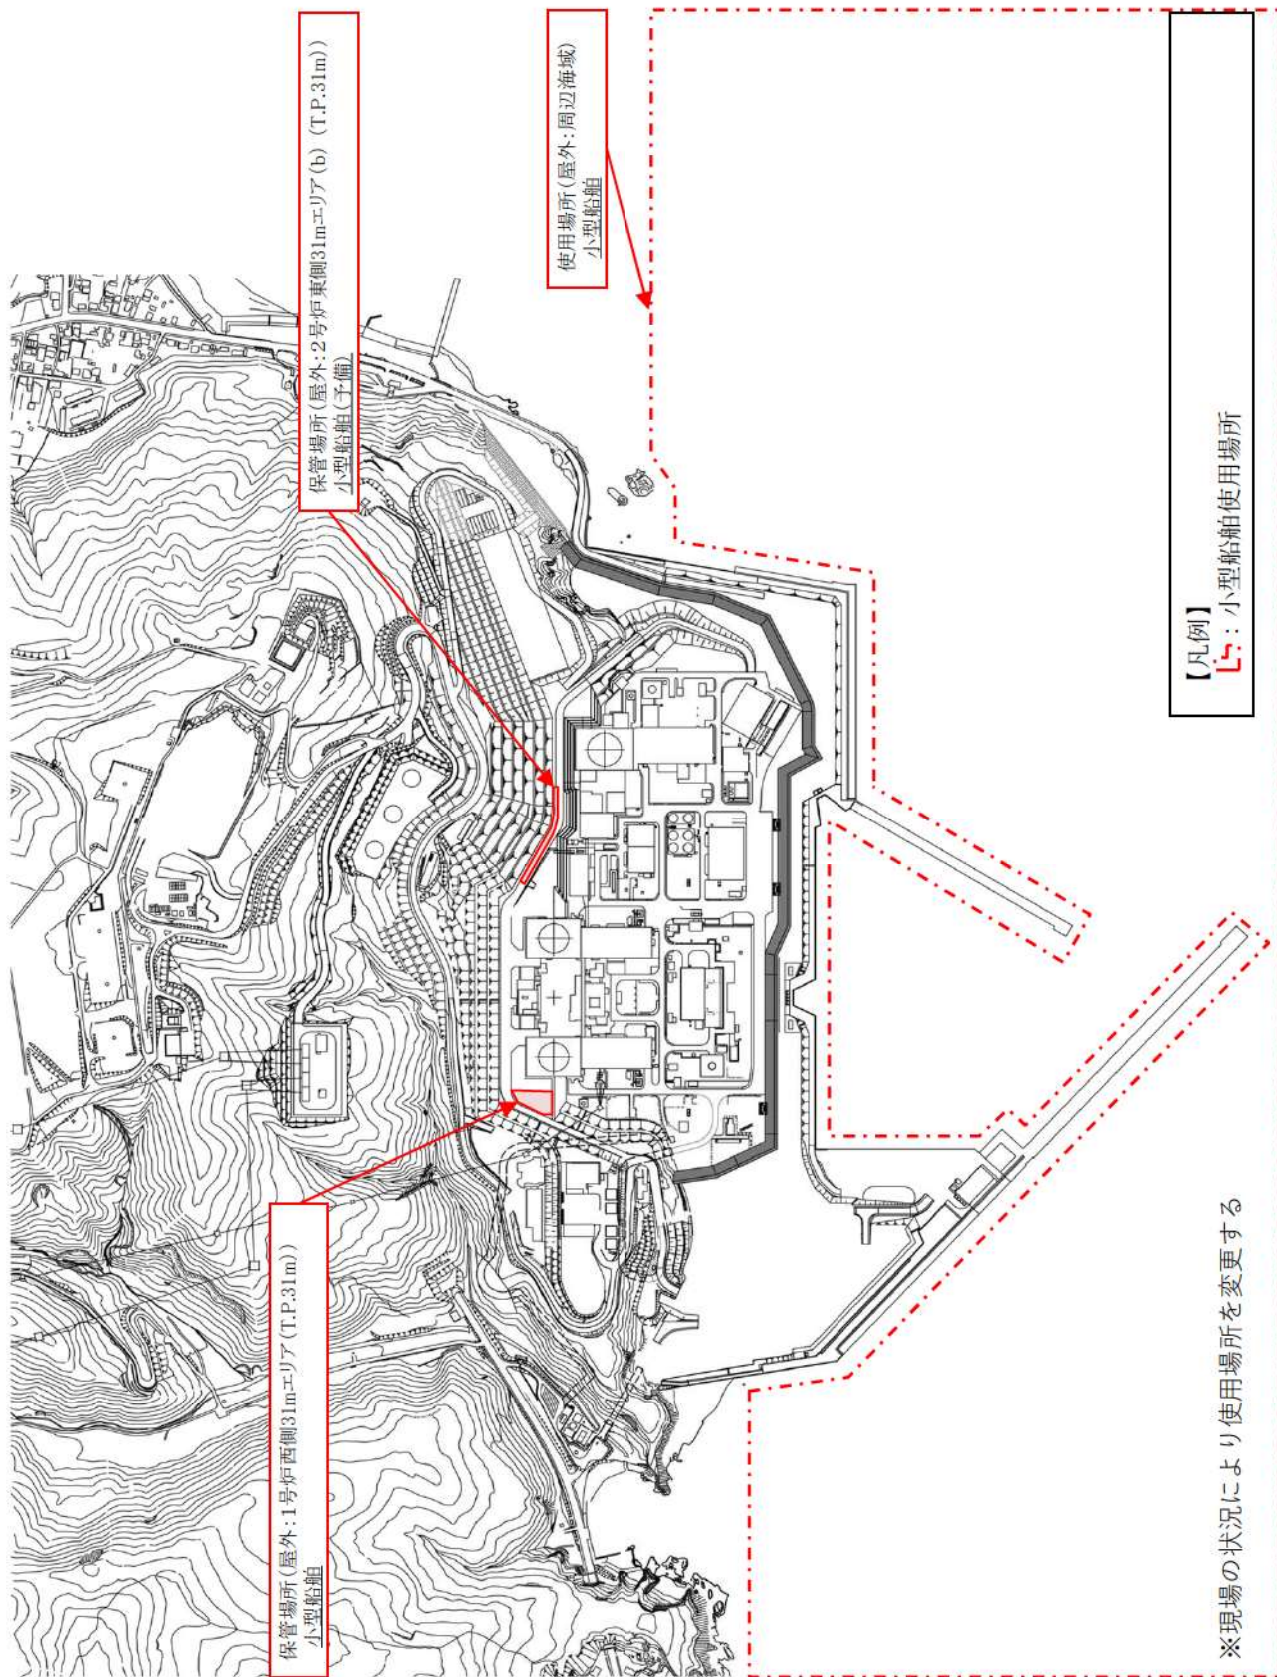 保管場所(屋外:1号炉西側31mエリア(T.P.31m))
小型船舶
保管場所(屋外:2号炉東側31mエリア(b) (T.P.31m))
小型船舶(予備)
使用場所(屋外:周辺海域)
小型船舶
【凡例】
:小型船舶使用場所
※現場の状況により使用場所を変更する